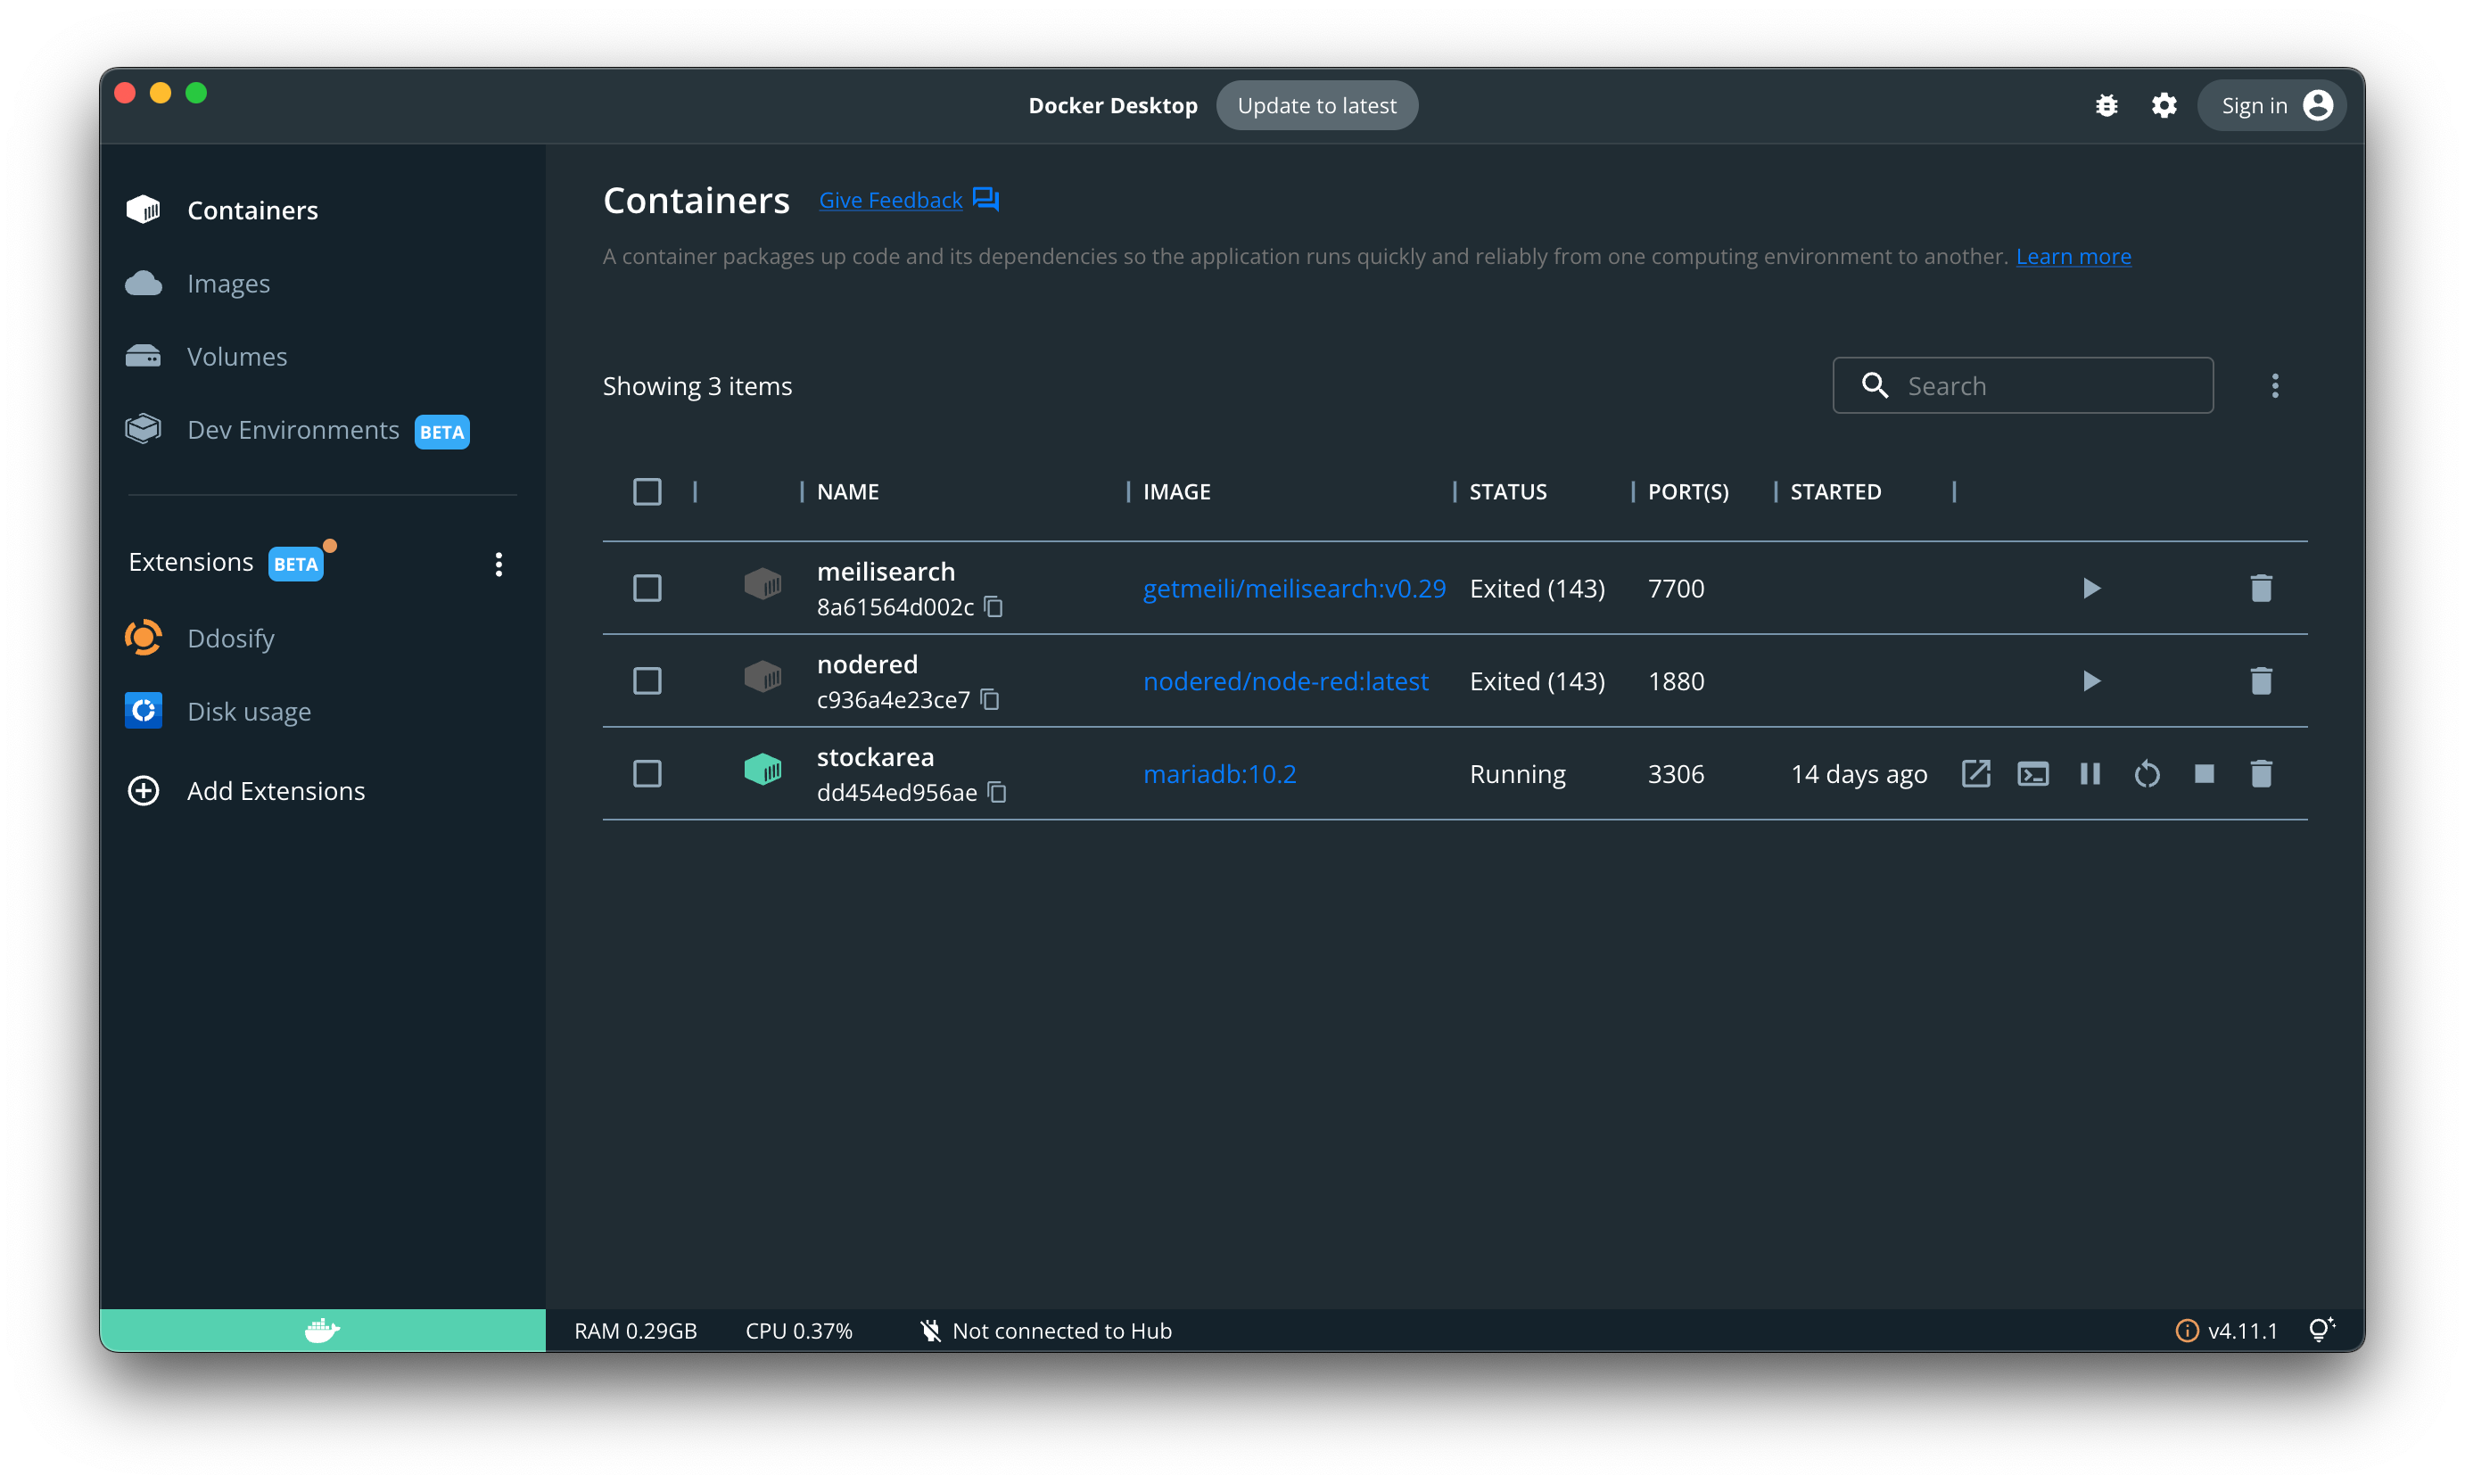 Docker Desktop Update to latest Sign in
Containers
Images
Volumes
Dev Environments BETA
Extensions BETA
Ddosify
Disk usage
Add Extensions
Containers Give Feedback
A container packages up code and its dependencies so the application runs quickly and reliably from one computing environment to another. Learn more
Showing 3 items Search
NAME IMAGE STATUS PORT(S) STARTED
meilisearch
8a61564d002c getmeili/meilisearch:v0.29 Exited (143) 7700
nodered
c936a4e23ce7 nodered/node-red:latest Exited (143) 1880
stockarea
dd454ed956ae mariadb:10.2 Running 3306 14 days ago
RAM 0.29GB CPU 0.37% Not connected to Hub v4.11.1